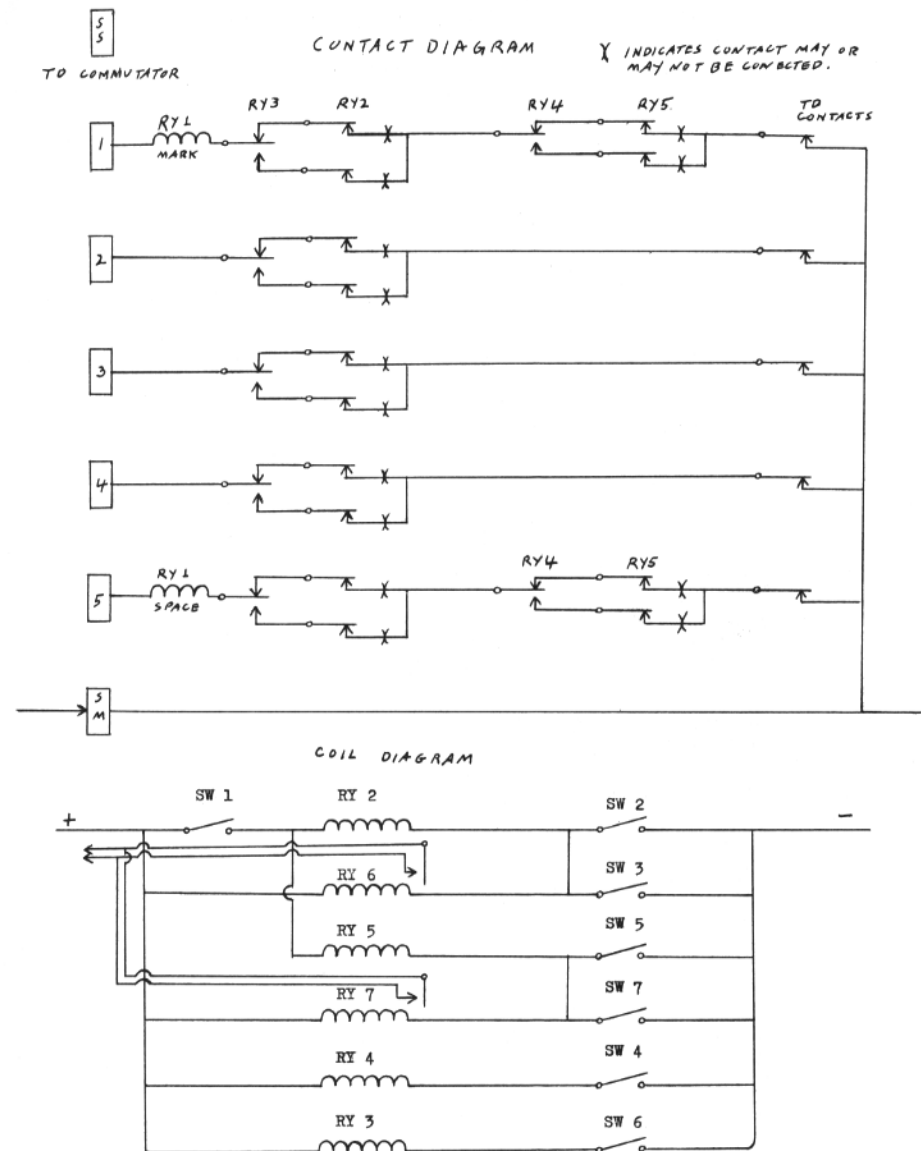 S
S
CONTACT DIAGRAM
X INDICATES CONTACT MAY OR
MAY NOT BE CONECTED.
TO COMMUTATOR
RY3 RY2 RY4 RY5 TO
CONTACTS
RY1
1
MARK
2
3
4
RY1 RY4 RY5
5
SPACE
S
M
COIL DIAGRAM
SW 1 RY 2 SW 2
+ -
RY 6 SW 3
RY 5 SW 5
RY 7 SW 7
RY 4 SW 4
RY 3 SW 6